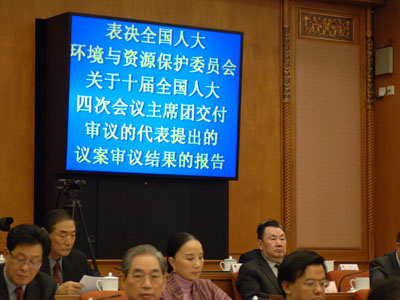 表决全国人大
环境与资源保护委员会
关于十届全国人大
四次会议主席团交付
审议的代表提出的
议案审议结果的报告